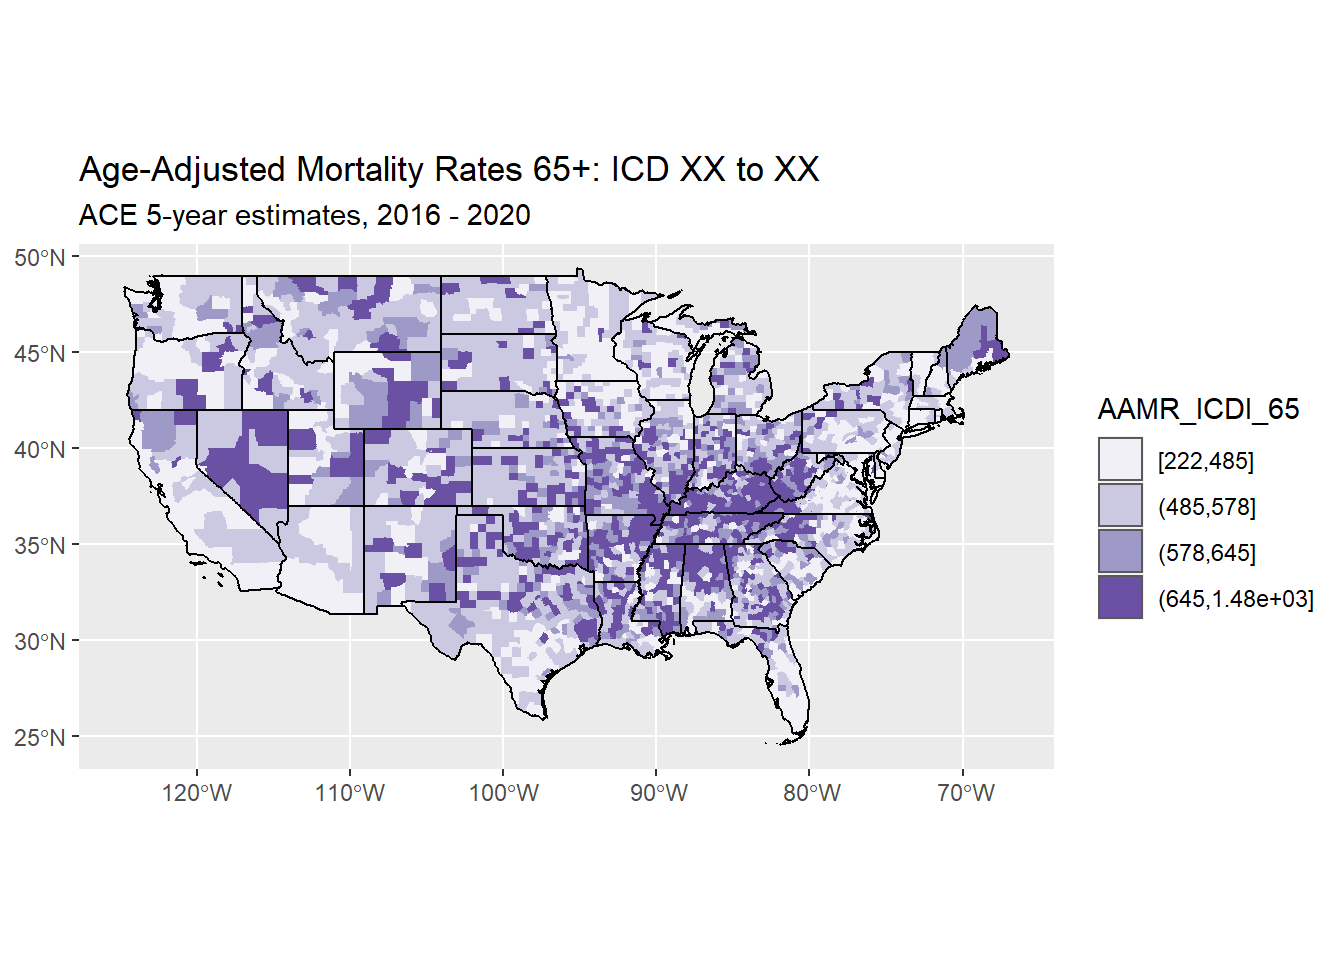 Age-Adjusted Mortality Rates 65+: ICD XX to XX
ACE 5-year estimates, 2016 - 2020
50°N
45°N
40°N
35°N
30°N
25°N
120°W
110°W
100°W
90°W
80°W
70°W
AAMR_ICDI_65
[222,485]
(485,578]
(578,645]
(645,1.48e+03]